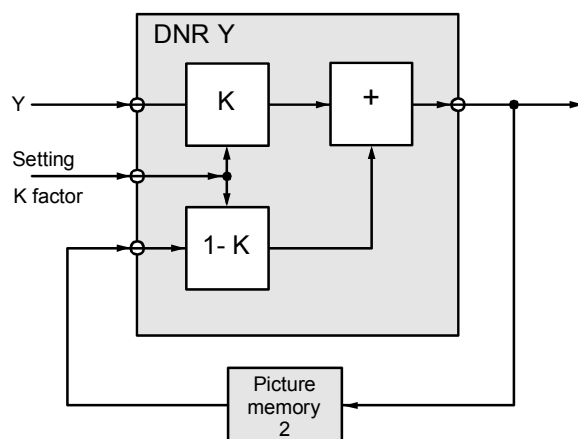 DNR Y
Y
K
+
Setting
K factor
1- K
Picture
memory
2